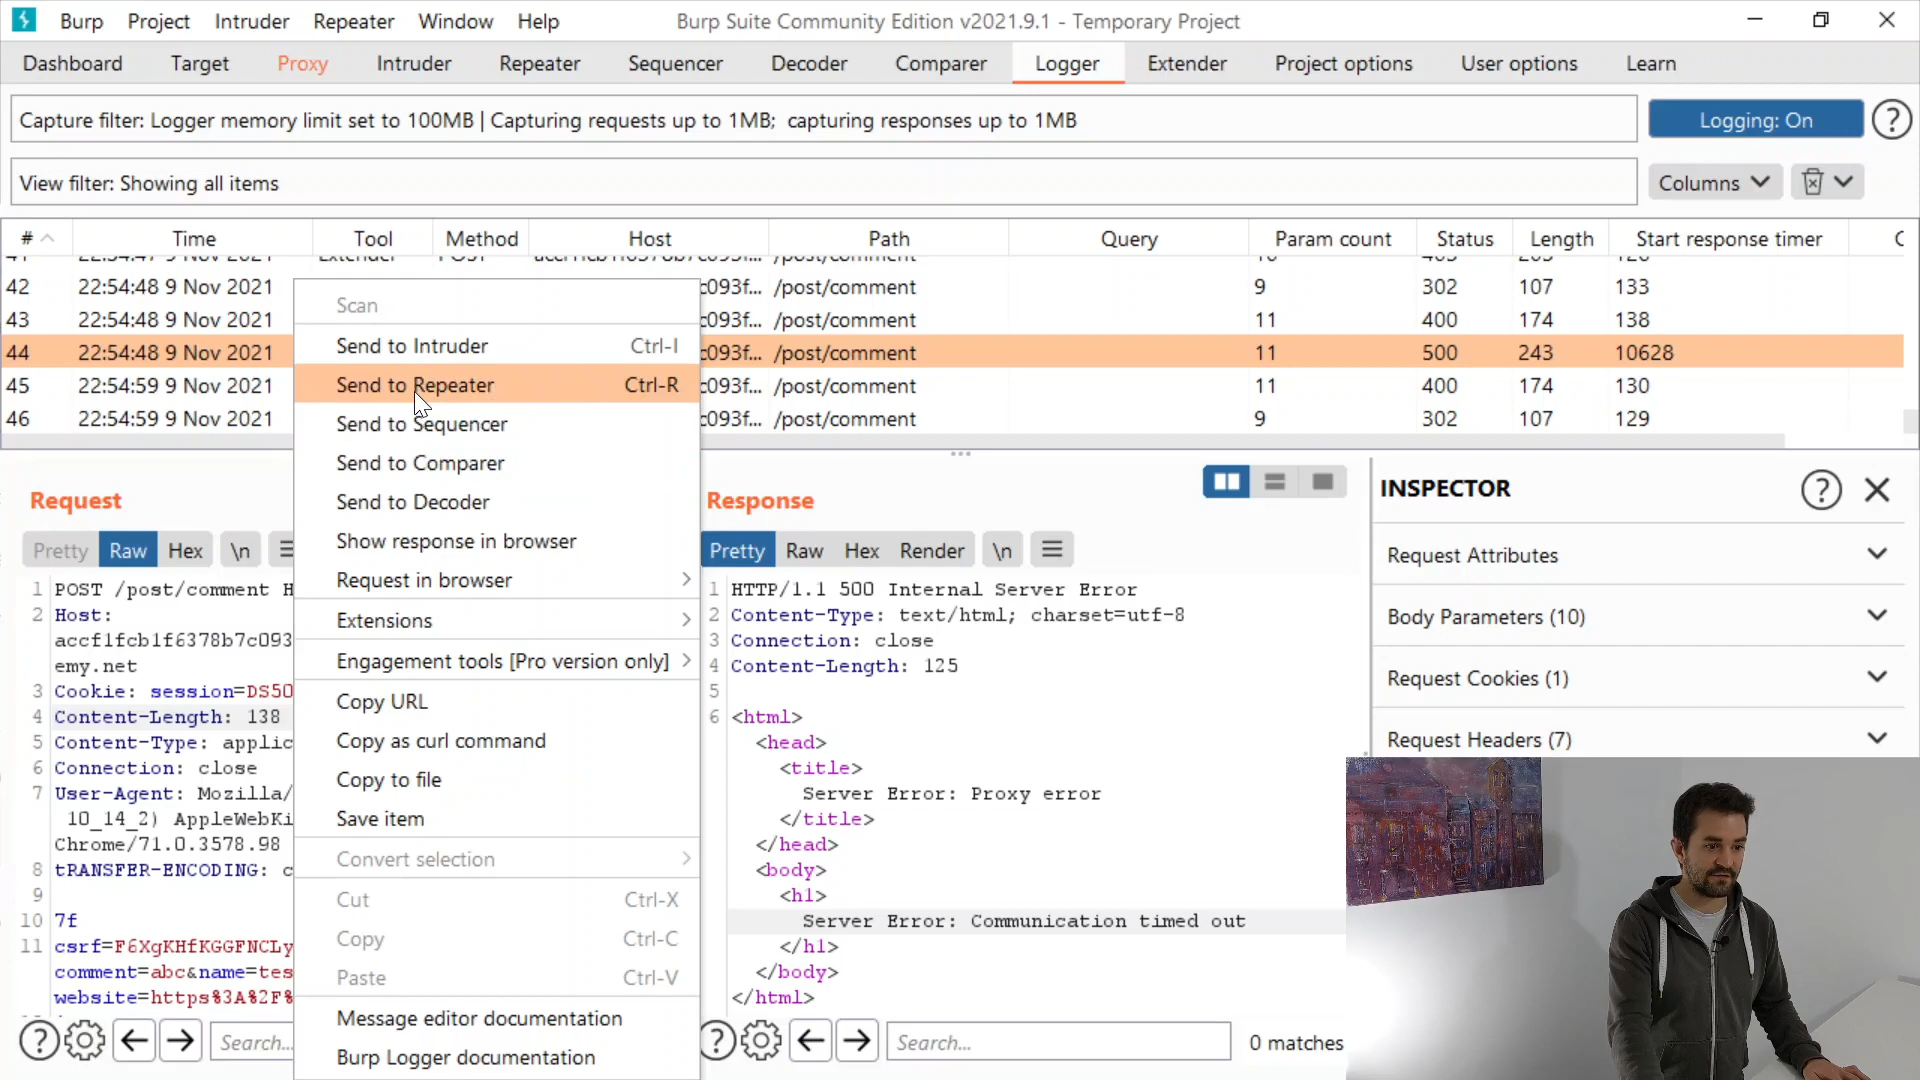 Burp Project Intruder Repeater Window Help Burp Suite Community Edition v2021.9.1 - Temporary Project
Dashboard Target Proxy Intruder Repeater Sequencer Decoder Comparer Logger Extender Project options User options Learn
Capture filter: Logger memory limit set to 100MB | Capturing requests up to 1MB; capturing responses up to 1MB Logging: On ?
View filter: Showing all items Columns
# Time Tool Method Host Path Query Param count Status Length Start response timer
42 22:54:48 9 Nov 2021 c093f... /post/comment 9 302 107 133
43 22:54:48 9 Nov 2021 c093f... /post/comment 11 400 174 138
44 22:54:48 9 Nov 2021 c093f... /post/comment 11 500 243 10628
45 22:54:59 9 Nov 2021 c093f... /post/comment 11 400 174 130
46 22:54:59 9 Nov 2021 c093f... /post/comment 9 302 107 129
Scan
Send to Intruder Ctrl-I
Send to Repeater Ctrl-R
Send to Sequencer
Send to Comparer
Send to Decoder
Show response in browser
Request in browser
Extensions
Engagement tools [Pro version only]
Copy URL
Copy as curl command
Copy to file
Save item
Convert selection
Cut Ctrl-X
Copy Ctrl-C
Paste Ctrl-V
Message editor documentation
Burp Logger documentation
Request
Pretty Raw Hex \n
1 POST /post/comment H
2 Host:
accf1fcb1f6378b7c093
emy.net
3 Cookie: session=DS5O
4 Content-Length: 138
5 Content-Type: applic
6 Connection: close
7 User-Agent: Mozilla/
10_14_2) AppleWebKi
Chrome/71.0.3578.98
8 tRANSFER-ENCODING: c
9
10 7f
11 csrf=F6XgKHfKGGFNCLy
comment=abc&name=tes
website=https%3A%2F%
? Search...
Response
Pretty Raw Hex Render \n
1 HTTP/1.1 500 Internal Server Error
2 Content-Type: text/html; charset=utf-8
3 Connection: close
4 Content-Length: 125
5
6 <html>
<head>
<title>
Server Error: Proxy error
</title>
</head>
<body>
<h1>
Server Error: Communication timed out
</h1>
</body>
</html>
? Search... 0 matches
INSPECTOR ?
Request Attributes
Body Parameters (10)
Request Cookies (1)
Request Headers (7)